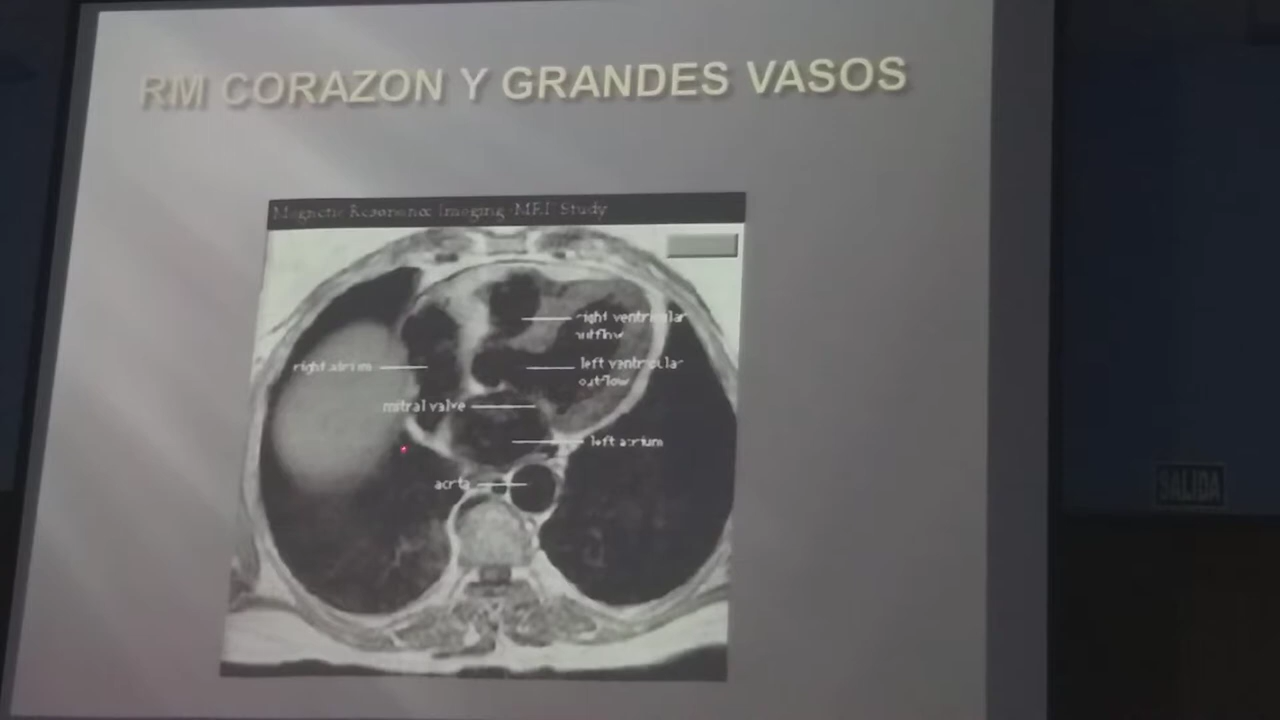 RM CORAZON Y GRANDES VASOS
Magnetic Resonance Imaging (MRI) Study
right ventricular
outflow
right atrium
left ventricular
outflow
mitral valve
left atrium
aorta
SALIDA